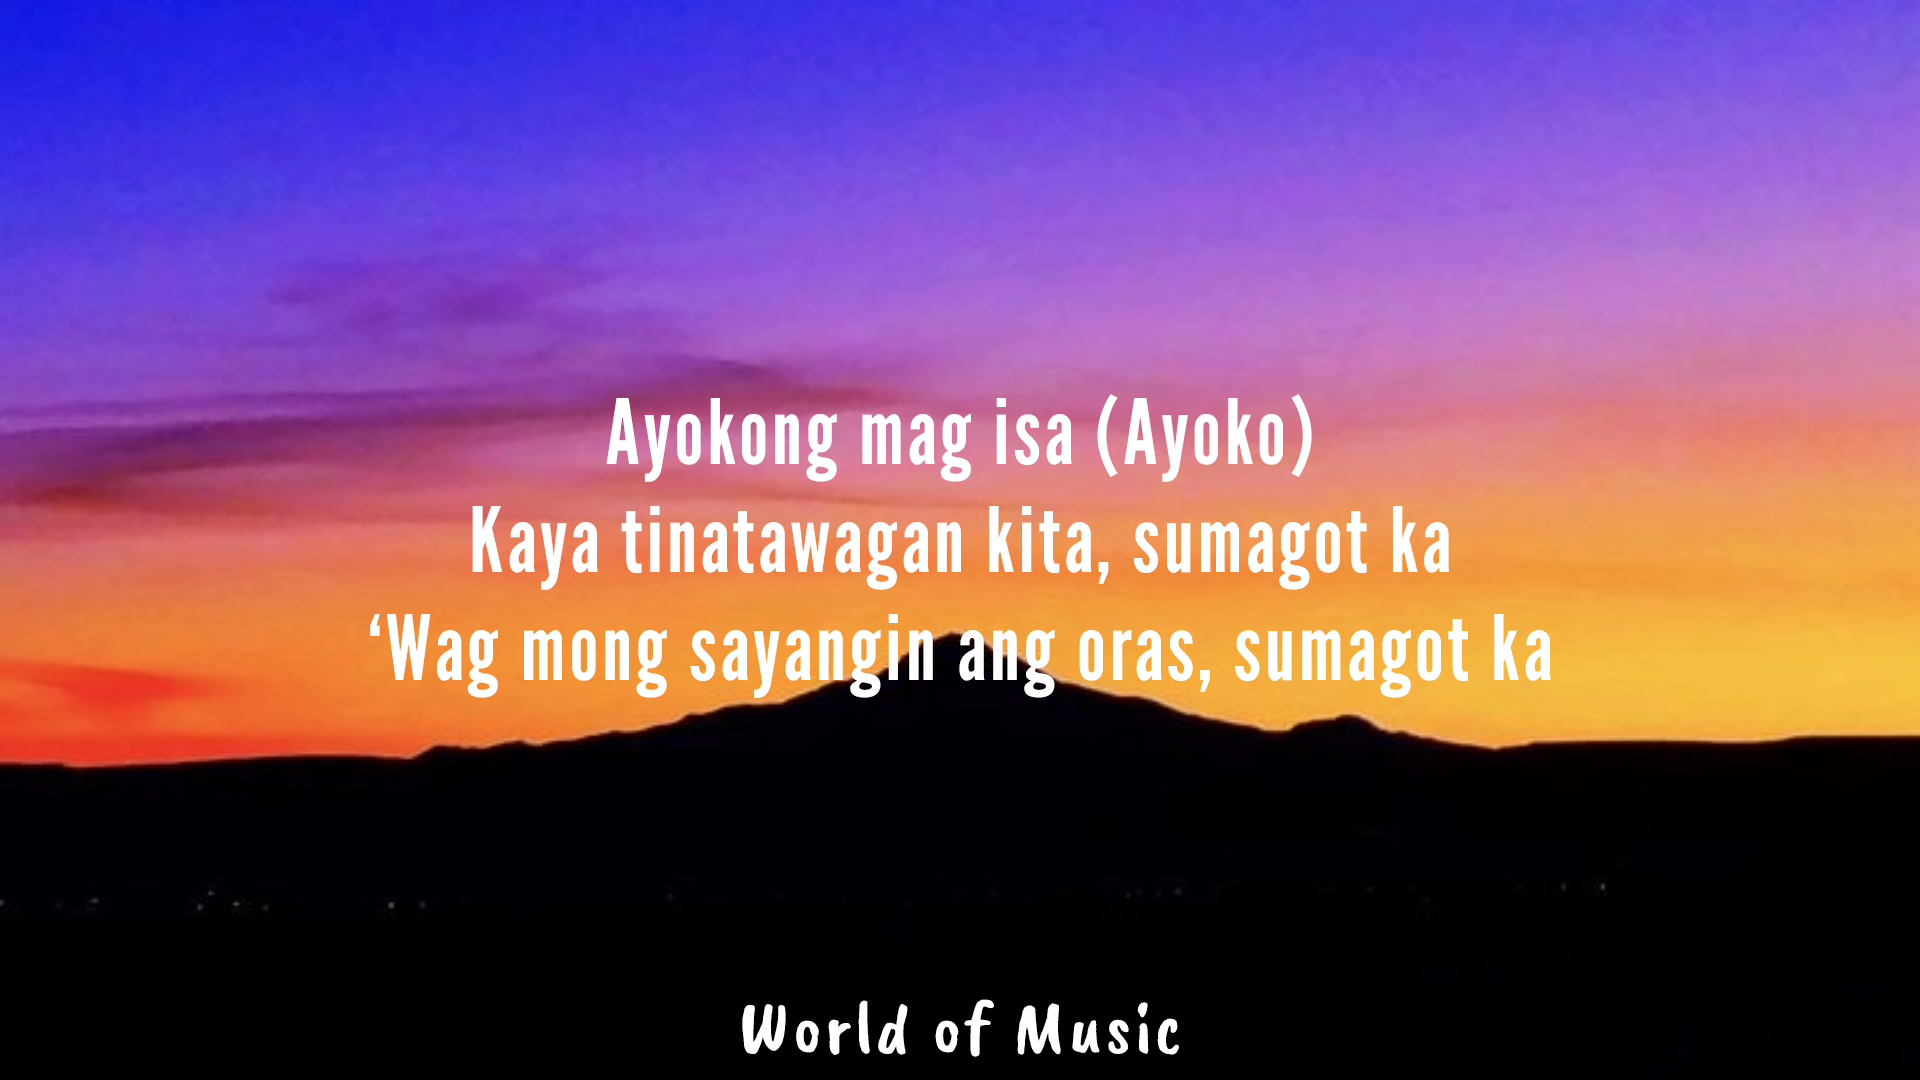 Ayokong mag isa (Ayoko)
Kaya tinatawagan kita, sumagot ka
‘Wag mong sayangin ang oras, sumagot ka
World of Music